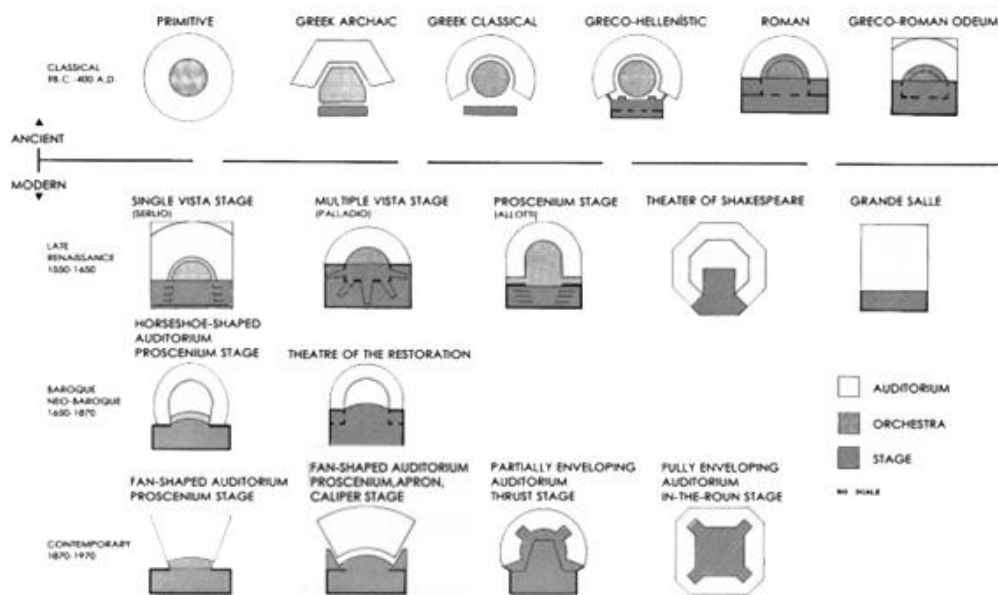 PRIMITIVE
GREEK ARCHAIC
GREEK CLASSICAL
GRECO-HELLENÍSTIC
ROMAN
GRECO-ROMAN ODEUM
CLASSICAL
400 A.D
ANCIENT
MODERN
SINGLE VISTA STAGE
(SERLIO)
MULTIPLE VISTA STAGE
(PALLADIO)
PROSCENIUM STAGE
(ALLOTTI)
THEATER OF SHAKESPEARE
GRANDE SALLE
LATE
RENAISSANCE
1550-1650
HORSESHOE-SHAPED
AUDITORIUM
PROSCENIUM STAGE
THEATRE OF THE RESTORATION
BAROQUE
NEO-BAROQUE
1650-1870
AUDITORIUM
ORCHESTRA
STAGE
NO SCALE
FAN-SHAPED AUDITORIUM
PROSCENIUM STAGE
FAN-SHAPED AUDITORIUM
PROSCENIUM,APRON,
CALIPER STAGE
PARTIALLY ENVELOPING
AUDITORIUM
THRUST STAGE
FULLY ENVELOPING
AUDITORIUM
IN-THE-ROUN STAGE
CONTEMPORARY
1870-1970